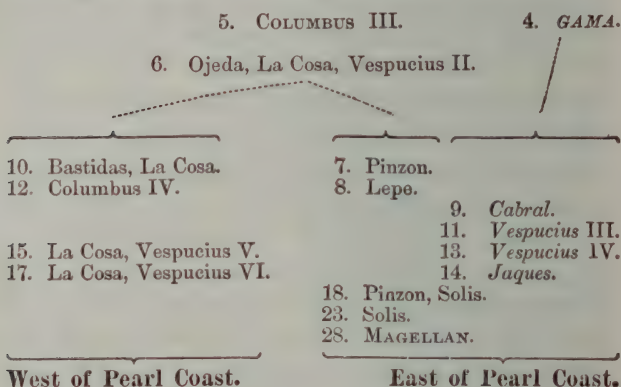 5. COLUMBUS III. 4. GAMA.
6. Ojeda, La Cosa, Vespucius II.
10. Bastidas, La Cosa.
12. Columbus IV.
15. La Cosa, Vespucius V.
17. La Cosa, Vespucius VI.
7. Pinzon.
8. Lepe.
9. Cabral.
11. Vespucius III.
13. Vespucius IV.
14. Jaques.
18. Pinzon, Solis.
23. Solis.
28. MAGELLAN.
West of Pearl Coast. East of Pearl Coast.